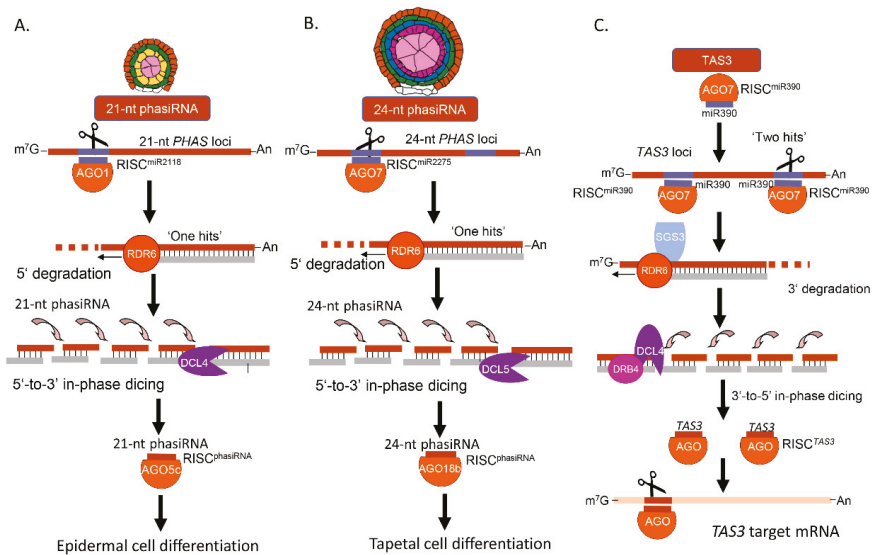 A.
21-nt phasiRNA
21-nt PHAS loci
m⁷G
An
RISCmiR2118
AGO1
'One hits'
RDR6
An
5' degradation
21-nt phasiRNA
DCL4
5'-to-3' in-phase dicing
21-nt phasiRNA
RISCphasiRNA
AGO5c
Epidermal cell differentiation
B.
24-nt phasiRNA
24-nt PHAS loci
m⁷G
An
RISCmiR2275
AGO7
'One hits'
RDR6
An
5' degradation
24-nt phasiRNA
DCL5
5'-to-3' in-phase dicing
24-nt phasiRNA
RISCphasiRNA
AGO18b
Tapetal cell differentiation
C.
TAS3
AGO7
RISCmiR390
miR390
TAS3 loci
'Two hits'
m⁷G
An
RISCmiR390
miR390
miR390
AGO7
AGO7
RISCmiR390
SGS3
m⁷G
RDR6
3' degradation
DCL4
DRB4
3'-to-5' in-phase dicing
TAS3
TAS3
AGO
AGO
RISCTAS3
m⁷G
An
AGO
TAS3 target mRNA